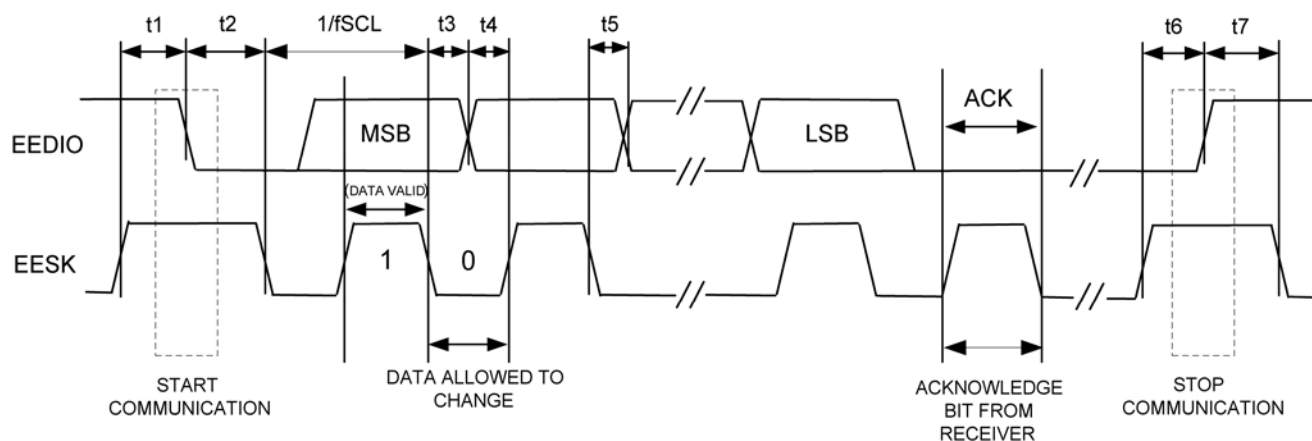 t1 t2 1/fSCL t3 t4 t5 t6 t7
EEDIO MSB LSB ACK
(DATA VALID)
EESK 1 0
START
COMMUNICATION
DATA ALLOWED TO
CHANGE
ACKNOWLEDGE
BIT FROM
RECEIVER
STOP
COMMUNICATION